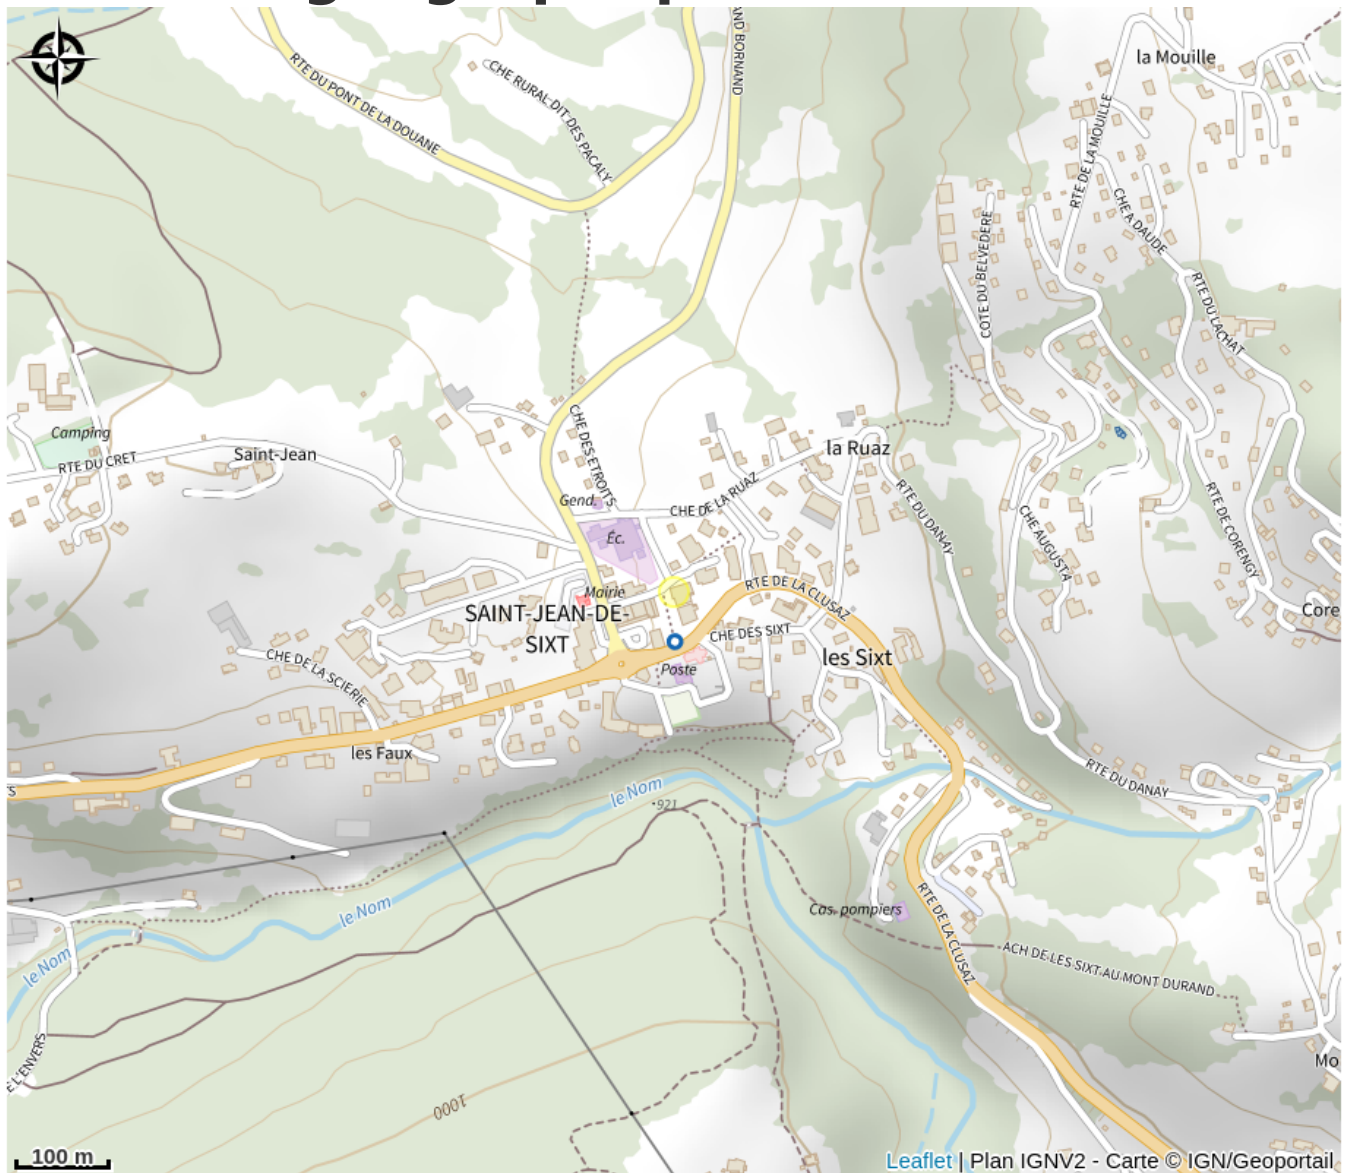 la Mouille
CHE RURAL DIT DES PACALY
RTE DU PONT DE LA DOUANE
AND BORNAND
RTE DE LA MOUILLE
CHE A DAUDE
COTE DU BELVEDERE
RTE DU LACHAT
Camping
RTE DU CRET
Saint-Jean
CHE DES ETROITS
la Ruaz
Gend.
CHE DE LA RUAZ
RTE DU DANAY
CHE AUGUSTA
RTE DE CORENGY
Éc.
Mairie
RTE DE LA CLUSAZ
SAINT-JEAN-DE-
SIXT
Core
CHE DES SIXT
les Sixt
CHE DE LA SCIERIE
Poste
les Faux
RTE DU DANAY
le Nom
921
le Nom
Cas. pompiers
RTE DE LA CLUSAZ
le Nom
ACH DE LES SIXT AU MONT DURAND
E L'ENVERS
Mo
1000
100 m
Leaflet | Plan IGNV2 - Carte © IGN/Geoportail